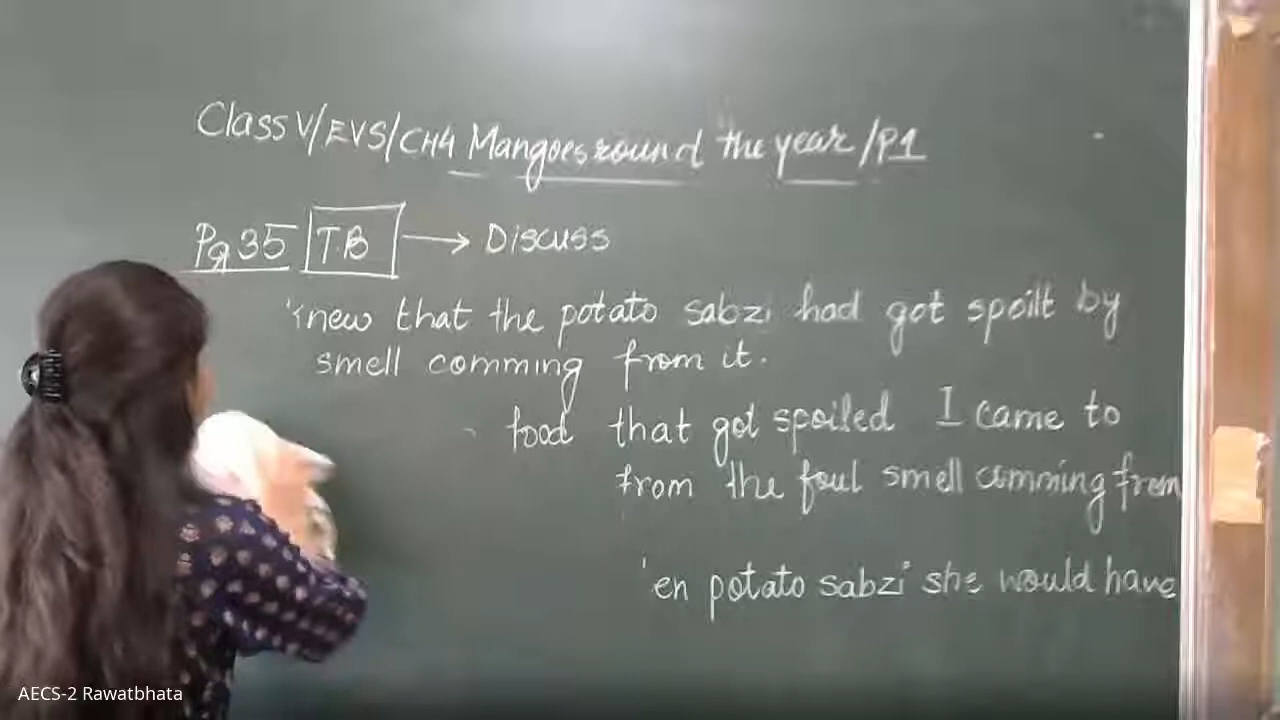 Class V/EVS/CH4 Mangoes round the year/P1
Pg 35 T.B → Discuss
knew that the potato sabzi had got spoilt by
smell comming from it.
food that got spoiled I came to
from the foul smell comming from
en potato sabzi she would have
AECS-2 Rawatbhata